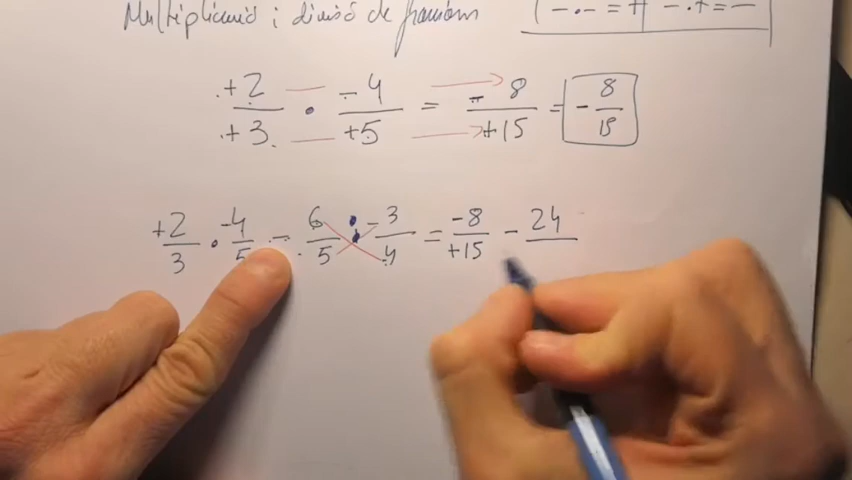 Multiplicació i divisió de fraccions
- · - = + | - · + = -
+2/+3 · -4/+5 = -8/+15 = -8/15
+2/3 · -4/5 - 6/5 : -3/4 = -8/+15 - 24/